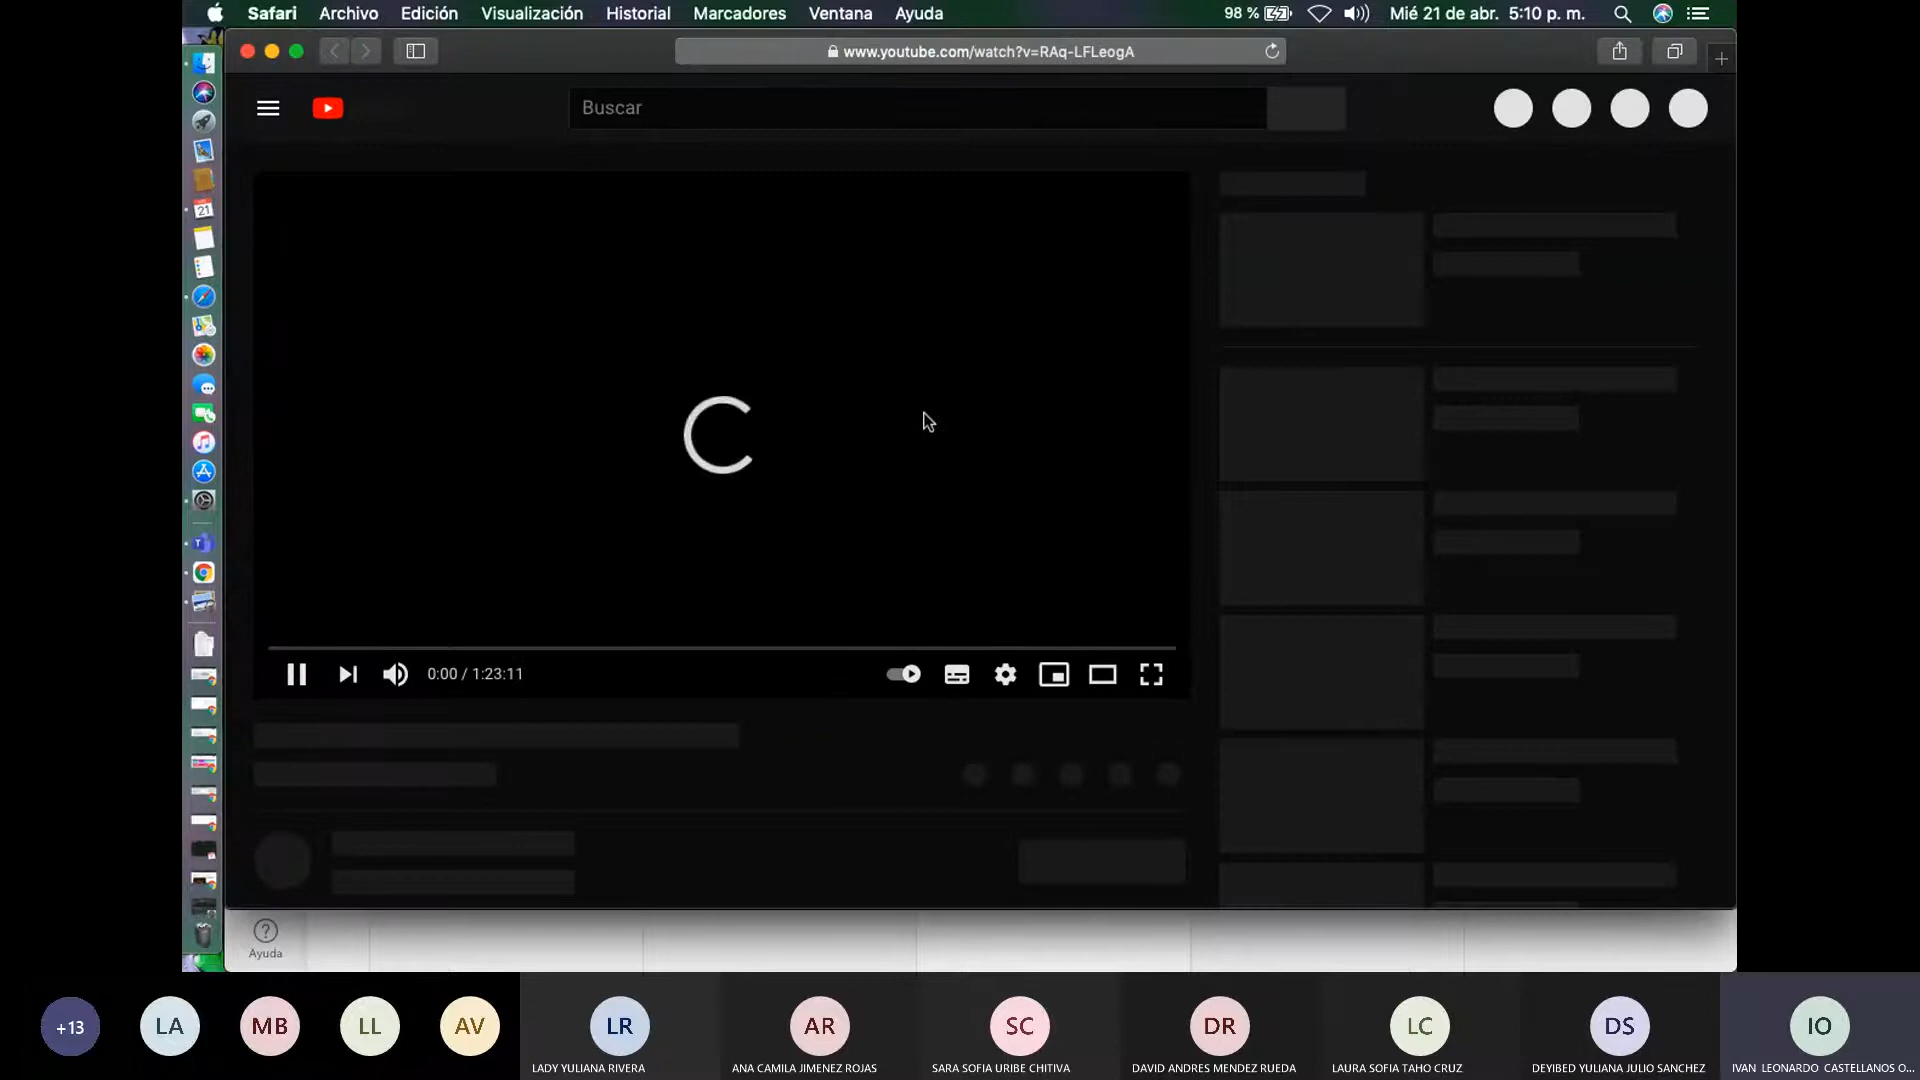 Safari Archivo Edición Visualización Historial Marcadores Ventana Ayuda 98 % Mié 21 de abr. 5:10 p. m.
www.youtube.com/watch?v=RAq-LFLeogA
Buscar
21
0:00 / 1:23:11
Ayuda
+13 LA MB LL AV LR AR SC DR LC DS IO
LADY YULIANA RIVERA ANA CAMILA JIMENEZ ROJAS SARA SOFIA URIBE CHITIVA DAVID ANDRES MENDEZ RUEDA LAURA SOFIA TAHO CRUZ DEYIBED YULIANA JULIO SANCHEZ IVAN LEONARDO CASTELLANOS O...